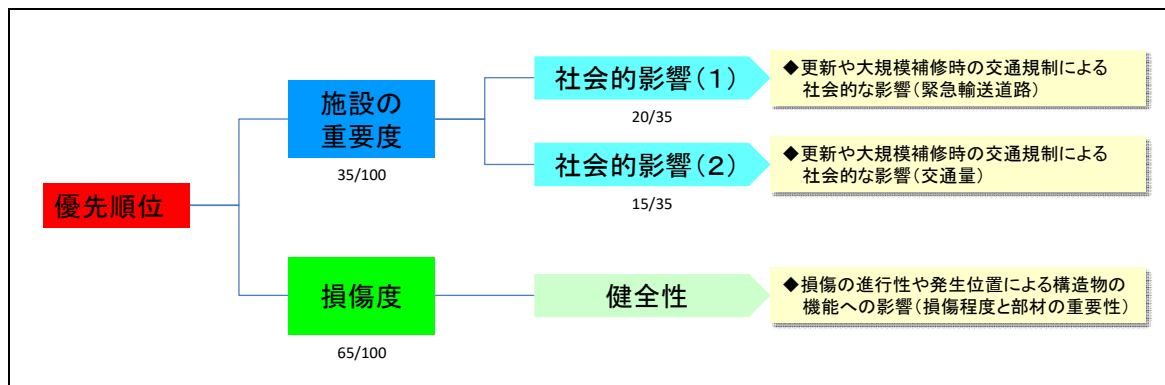 優先順位
施設の
重要度
35/100
社会的影響(1)
20/35
◆更新や大規模補修時の交通規制による
社会的な影響(緊急輸送道路)
社会的影響(2)
15/35
◆更新や大規模補修時の交通規制による
社会的な影響(交通量)
損傷度
65/100
健全性
◆損傷の進行性や発生位置による構造物の
機能への影響(損傷程度と部材の重要性)